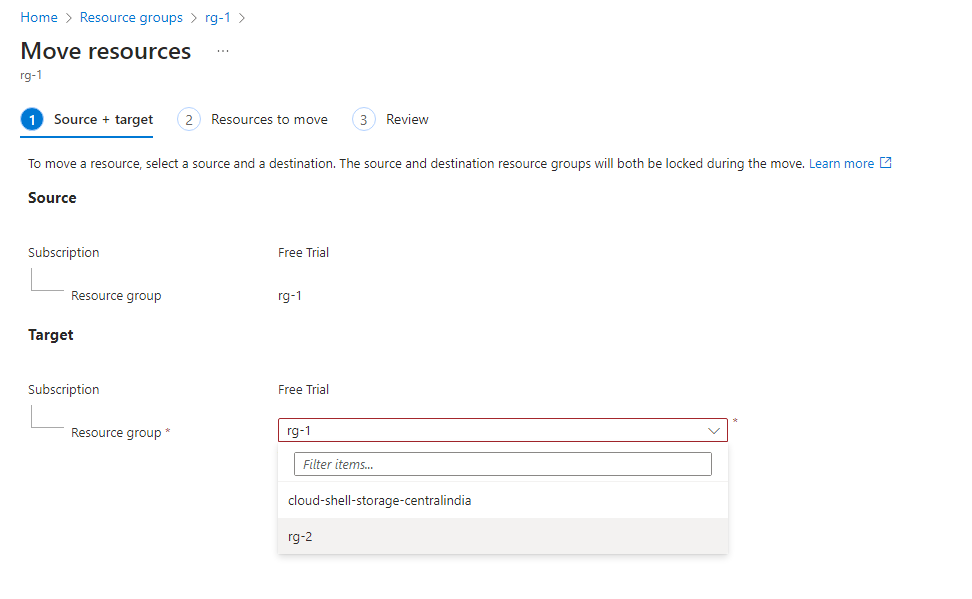 Home > Resource groups > rg-1 >
Move resources ...
rg-1
1 Source + target 2 Resources to move 3 Review
To move a resource, select a source and a destination. The source and destination resource groups will both be locked during the move. Learn more
Source
Subscription Free Trial
Resource group rg-1
Target
Subscription Free Trial
Resource group * rg-1 *
Filter items...
cloud-shell-storage-centralindia
rg-2